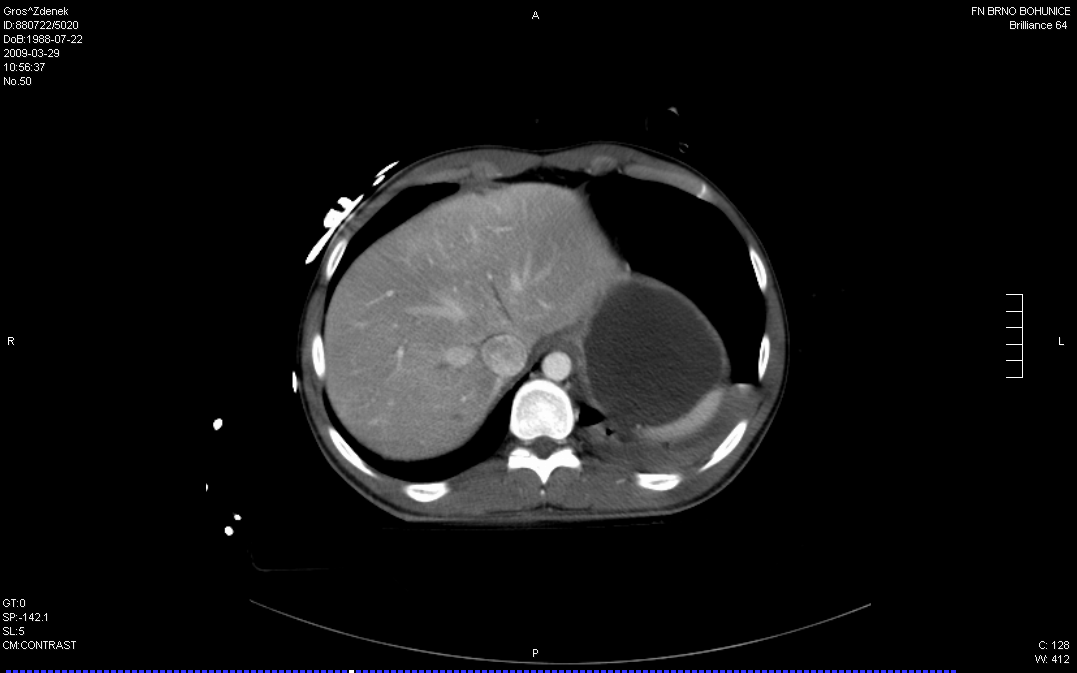 Gros^Zdenek
ID:880722/5020
DoB:1988-07-22
2009-03-29
10:56:37
No.50
A
FN BRNO BOHUNICE
Brilliance 64
R
L
GT:0
SP:-142.1
SL:5
CM:CONTRAST
P
C: 128
W: 412